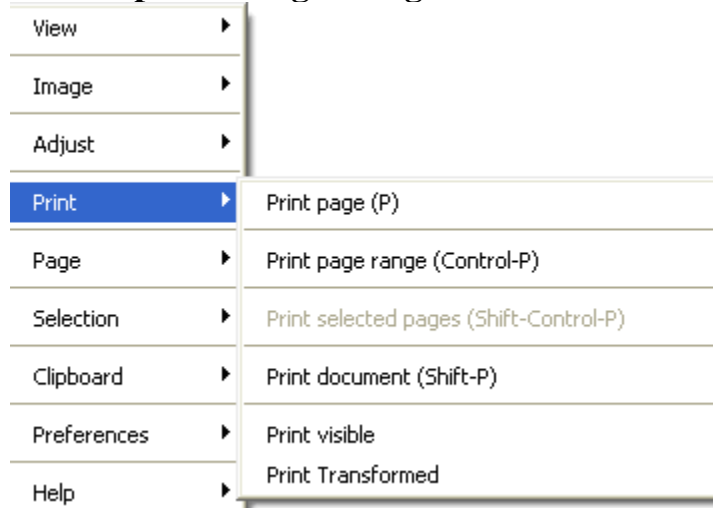 View
Image
Adjust
Print
Page
Selection
Clipboard
Preferences
Help
Print page (P)
Print page range (Control-P)
Print selected pages (Shift-Control-P)
Print document (Shift-P)
Print visible
Print Transformed